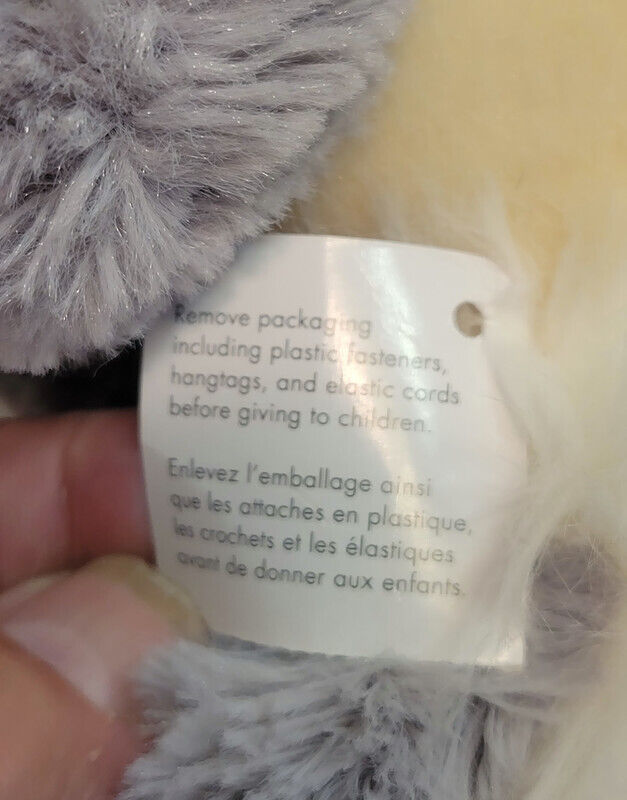 Remove packaging
including plastic fasteners,
hangtags, and elastic cords
before giving to children.
Enlevez l'emballage ainsi
que les attaches en plastique,
les crochets et les élastiques
avant de donner aux enfants.